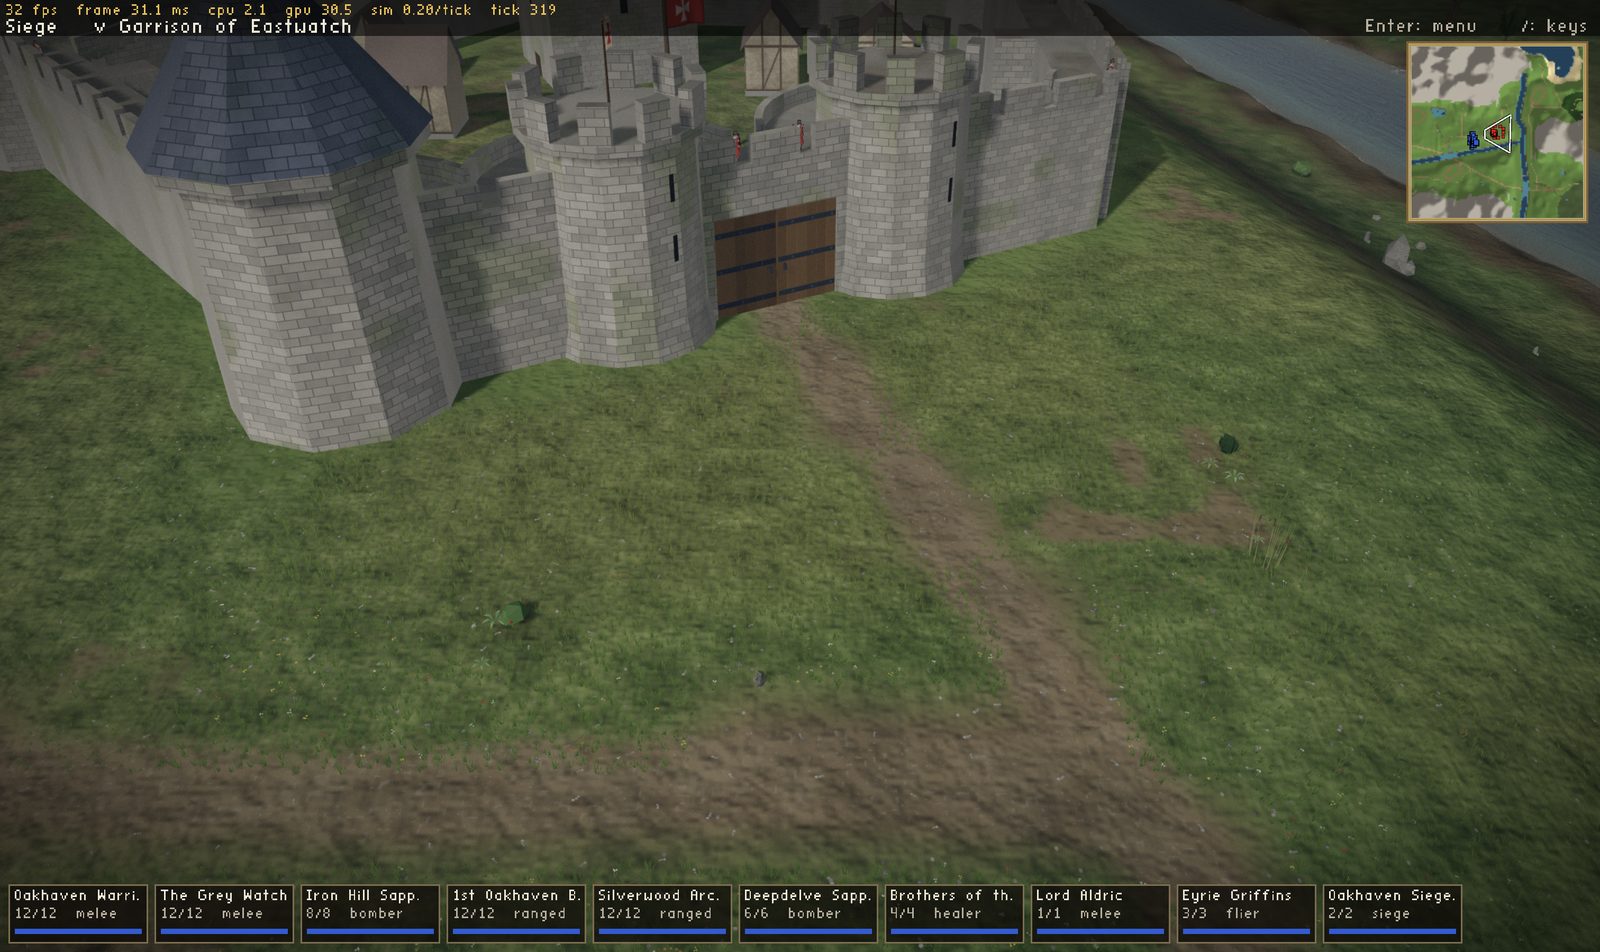 32 fps frame 31.1 ms cpu 2.1 gpu 30.5 sim 0.20/tick tick 319
Siege v Garrison of Eastwatch
Enter: menu /: keys
Oakhaven Warri. The Grey Watch Iron Hill Sapp. 1st Oakhaven B. Silverwood Arc. Deepdelve Sapp. Brothers of th. Lord Aldric Eyrie Griffins Oakhaven Siege.
12/12 melee 12/12 melee 8/8 bomber 12/12 ranged 12/12 ranged 6/6 bomber 4/4 healer 1/1 melee 3/3 flier 2/2 siege